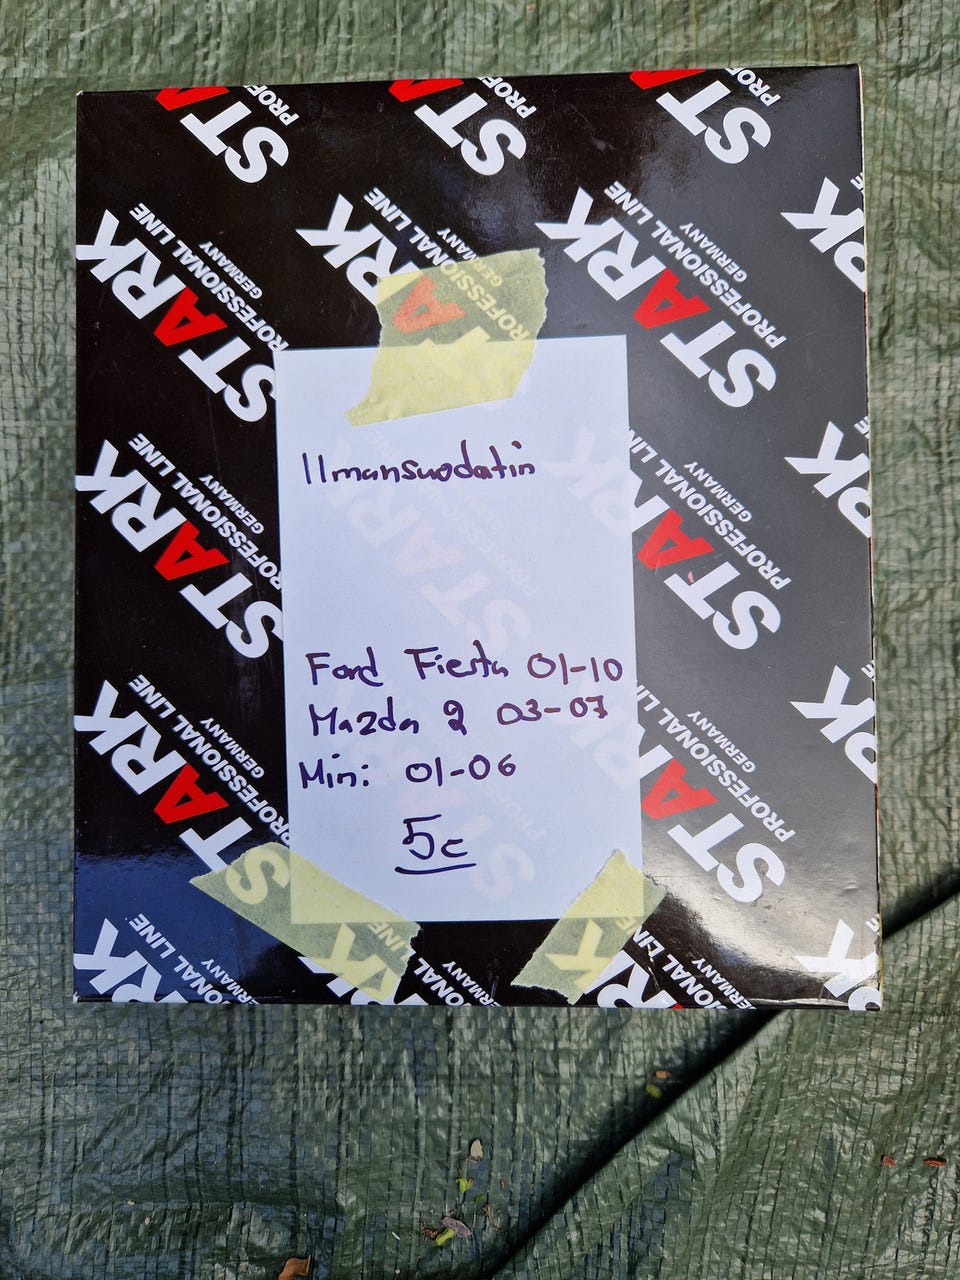 STARK
PROFESSIONAL LINE
GERMANY
Ilmansuodatin
Ford Fiesta 01-10
Mazda 2 03-07
Mini: 01-06
5e